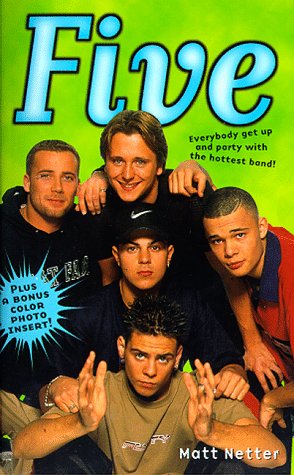 Five
Everybody get up
and party with
the hottest band!
PLUS
A BONUS
COLOR
PHOTO
INSERT!
Matt Netter